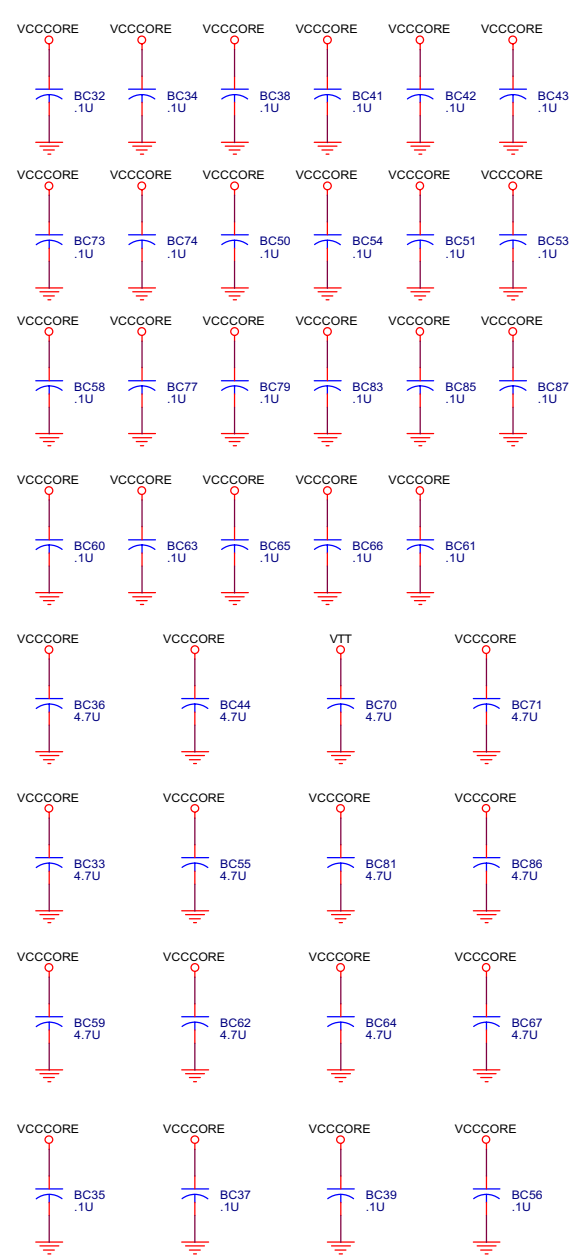 VCCCORE VCCCORE VCCCORE VCCCORE VCCCORE VCCCORE
BC32 BC34 BC38 BC41 BC42 BC43
.1U .1U .1U .1U .1U .1U
VCCCORE VCCCORE VCCCORE VCCCORE VCCCORE VCCCORE
BC73 BC74 BC50 BC54 BC51 BC53
.1U .1U .1U .1U .1U .1U
VCCCORE VCCCORE VCCCORE VCCCORE VCCCORE VCCCORE
BC58 BC77 BC79 BC83 BC85 BC87
.1U .1U .1U .1U .1U .1U
VCCCORE VCCCORE VCCCORE VCCCORE VCCCORE
BC60 BC63 BC65 BC66 BC61
.1U .1U .1U .1U .1U
VCCCORE VCCCORE VTT VCCCORE
BC36 BC44 BC70 BC71
4.7U 4.7U 4.7U 4.7U
VCCCORE VCCCORE VCCCORE VCCCORE
BC33 BC55 BC81 BC86
4.7U 4.7U 4.7U 4.7U
VCCCORE VCCCORE VCCCORE VCCCORE
BC59 BC62 BC64 BC67
4.7U 4.7U 4.7U 4.7U
VCCCORE VCCCORE VCCCORE VCCCORE
BC35 BC37 BC39 BC56
.1U .1U .1U .1U